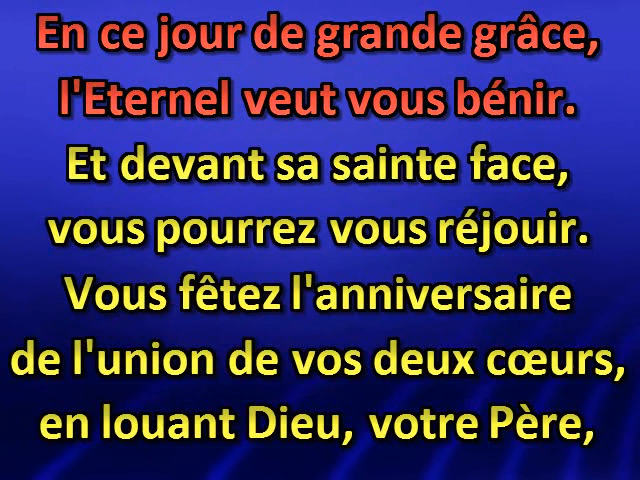 En ce jour de grande grâce,
l'Eternel veut vous bénir.
Et devant sa sainte face,
vous pourrez vous réjouir.
Vous fêtez l'anniversaire
de l'union de vos deux cœurs,
en louant Dieu, votre Père,